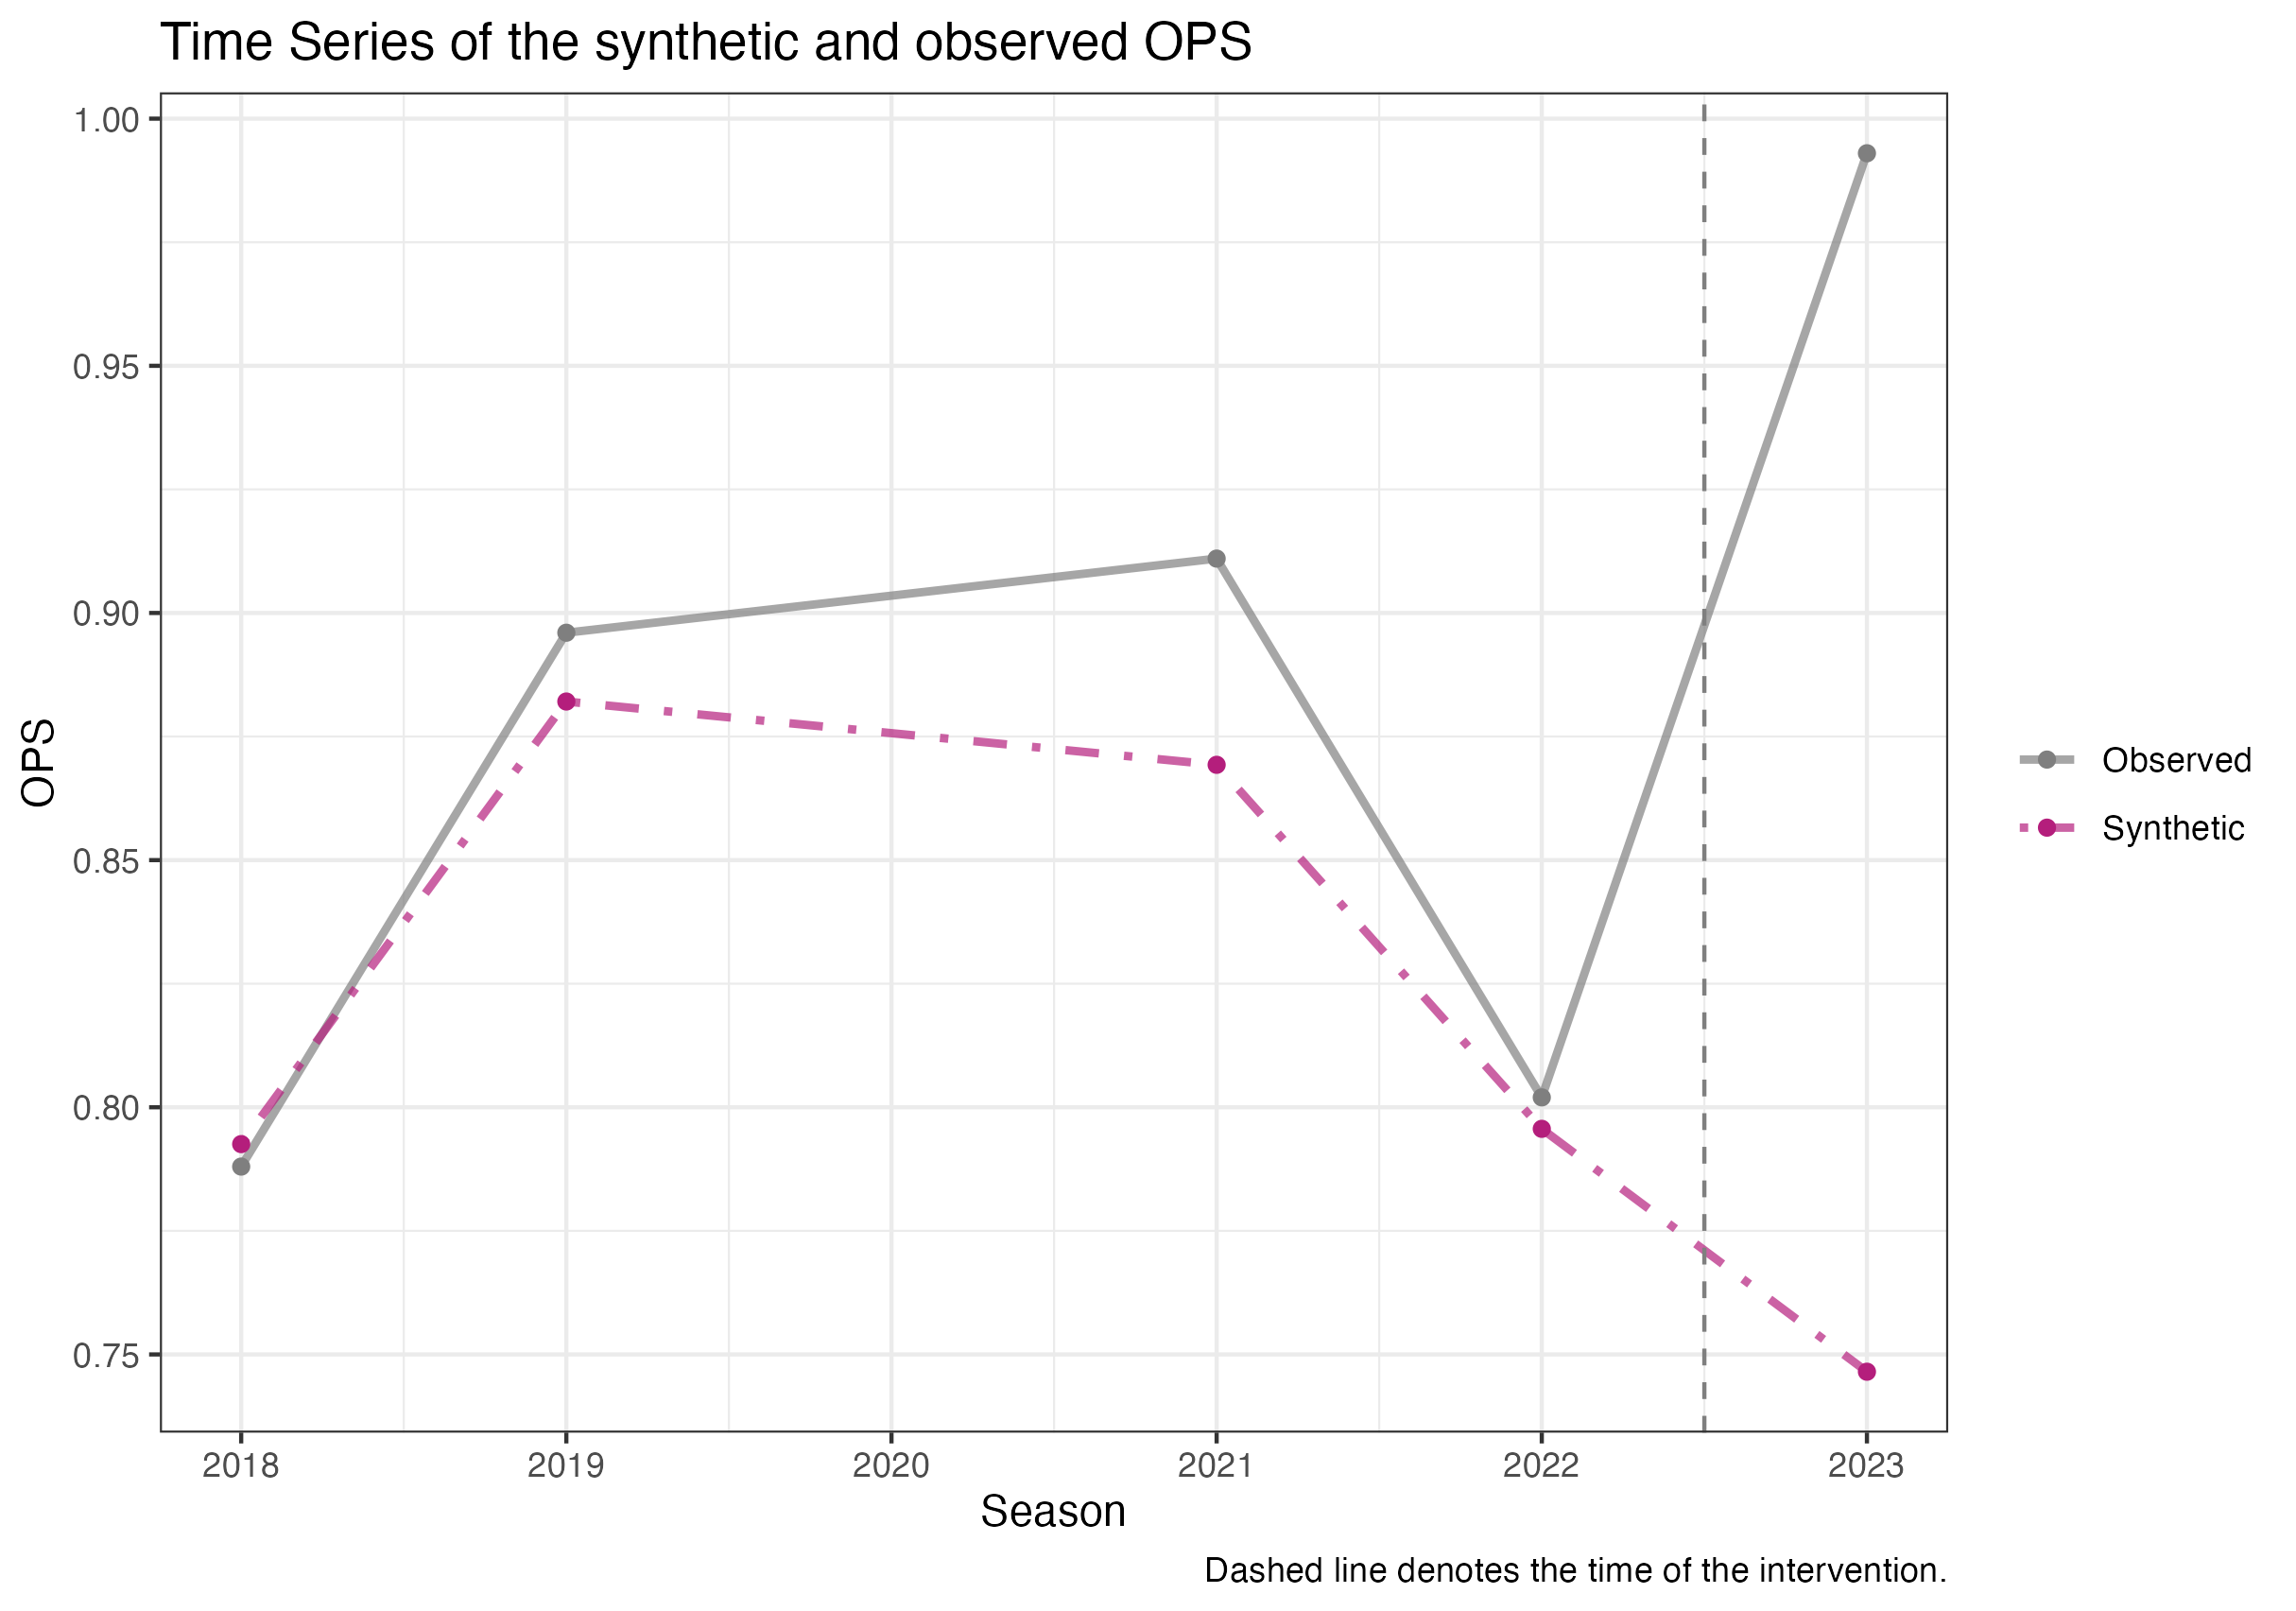 Time Series of the synthetic and observed OPS
1.00
0.95
0.90
0.85
0.80
0.75
OPS
2018 2019 2020 2021 2022 2023
Season
Observed
Synthetic
Dashed line denotes the time of the intervention.